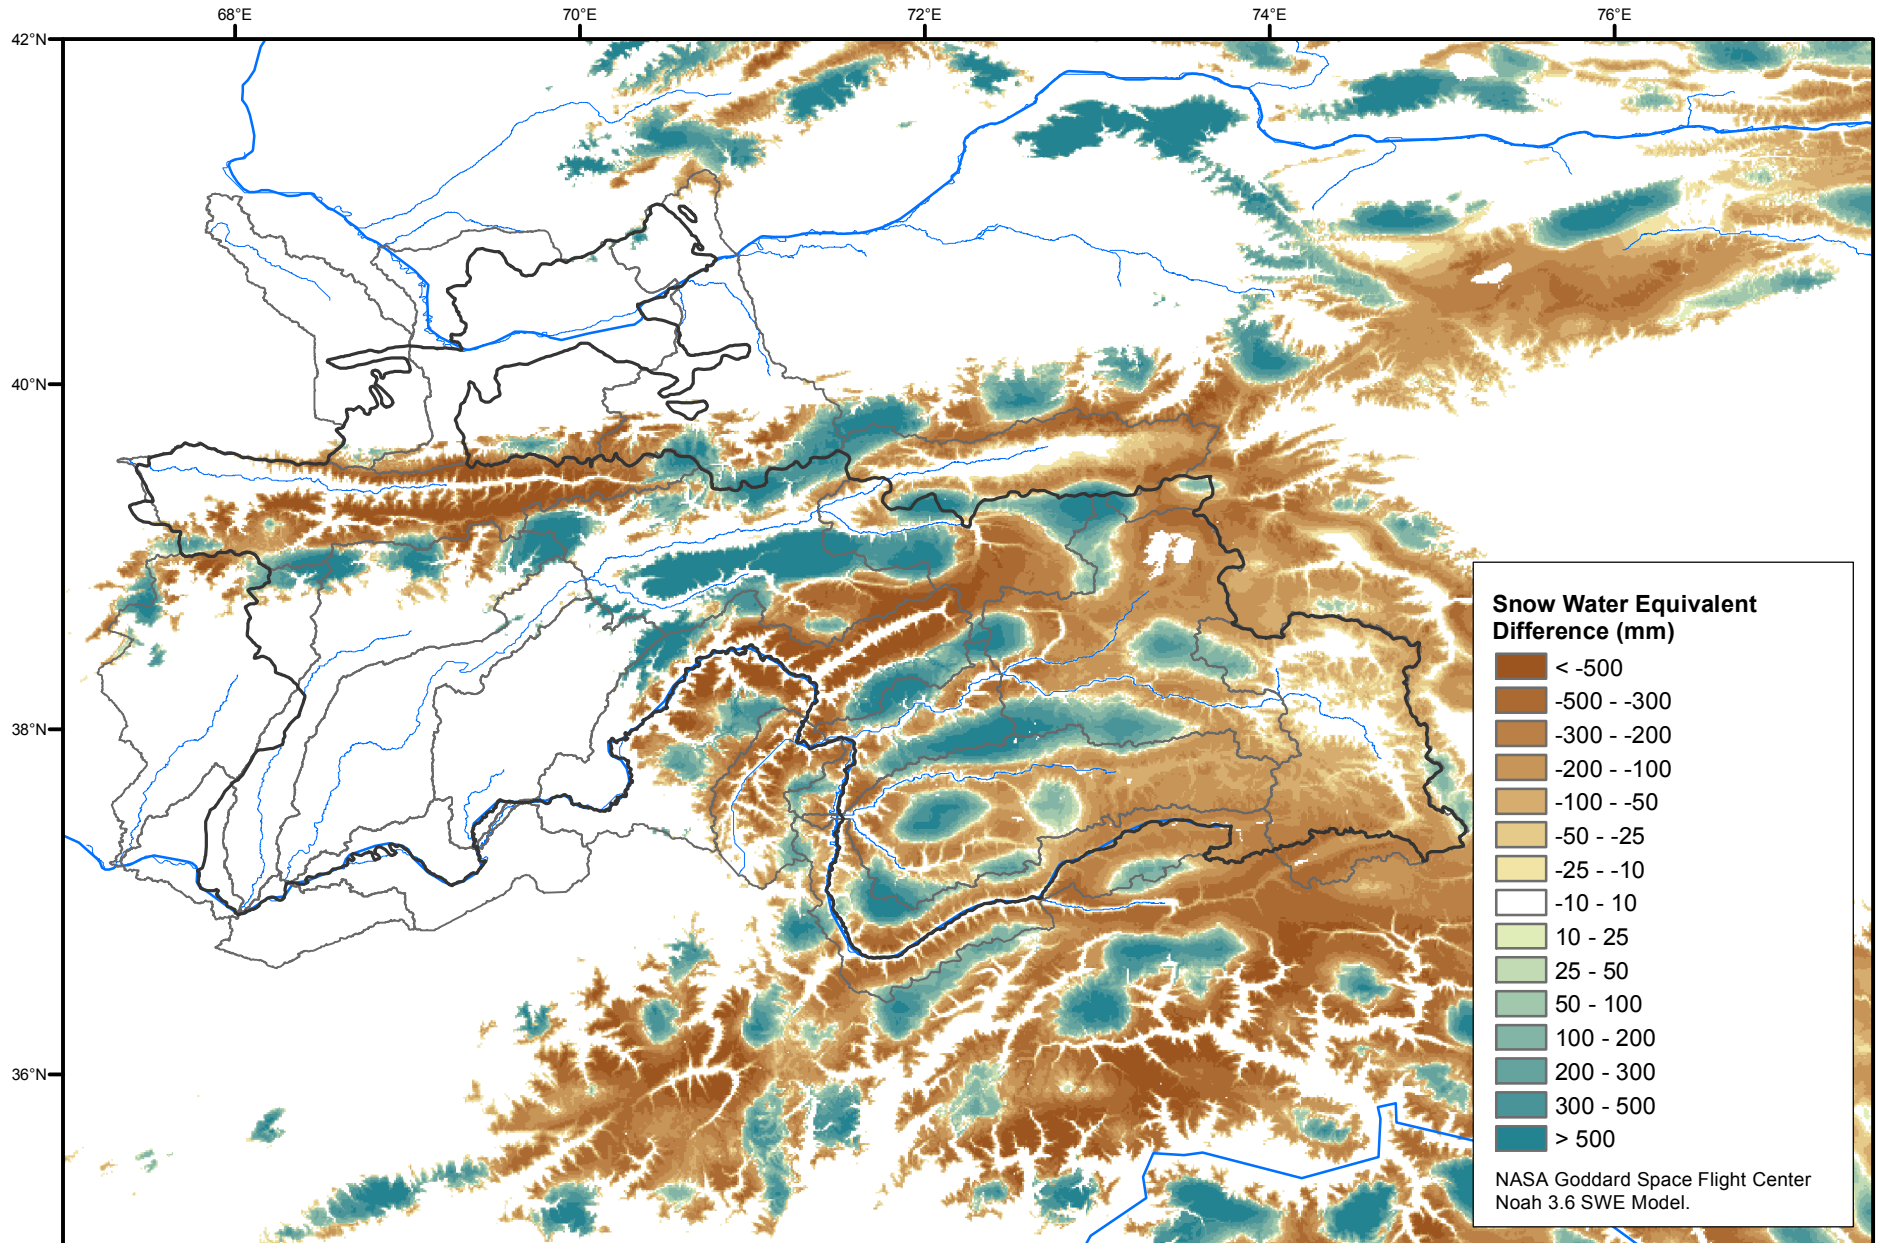 68°E
70°E
72°E
74°E
76°E
42°N
40°N
38°N
36°N
Snow Water Equivalent
Difference (mm)
< -500
-500 - -300
-300 - -200
-200 - -100
-100 - -50
-50 - -25
-25 - -10
-10 - 10
10 - 25
25 - 50
50 - 100
100 - 200
200 - 300
300 - 500
> 500
NASA Goddard Space Flight Center
Noah 3.6 SWE Model.